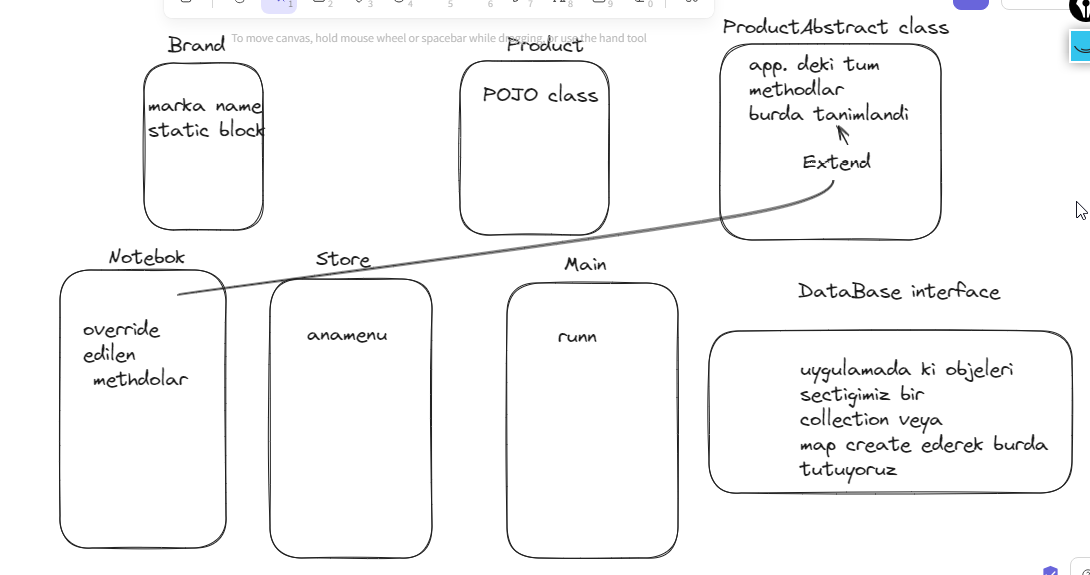 1 2 3 4 5 6 7 8 9 0
To move canvas, hold mouse wheel or spacebar while dragging, or use the hand tool
Brand
marka name
static block
Product
POJO class
ProductAbstract class
app. deki tum
methodlar
burda tanimlandi
Extend
Notebok
override
edilen
methdolar
Store
anamenu
Main
runn
DataBase interface
uygulamada ki objeleri
sectigimiz bir
collection veya
map create ederek burda
tutuyoruz